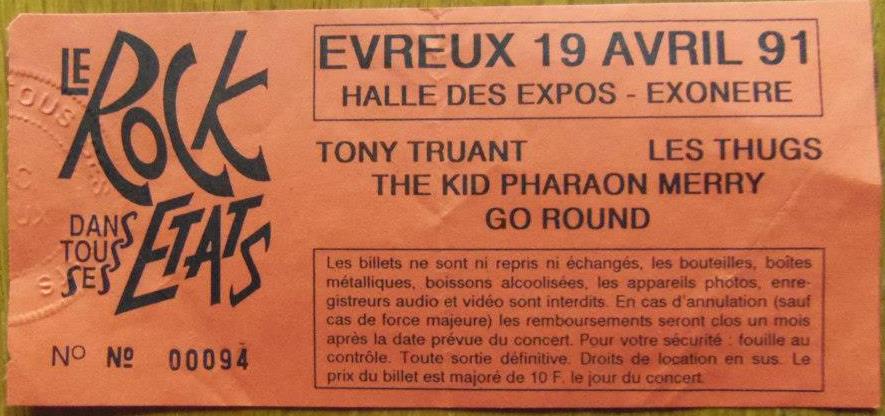 LE
ROCK
DANS
TOUS
SES
ETATS
Nº Nº 00094
EVREUX 19 AVRIL 91
HALLE DES EXPOS - EXONERE
TONY TRUANT LES THUGS
THE KID PHARAON MERRY
GO ROUND
Les billets ne sont ni repris ni échangés, les bouteilles, boîtes
métalliques, boissons alcoolisées, les appareils photos, enre-
gistreurs audio et vidéo sont interdits. En cas d'annulation (sauf
cas de force majeure) les remboursements seront clos un mois
après la date prévue du concert. Pour votre sécurité : fouille au
contrôle. Toute sortie définitive. Droits de location en sus. Le
prix du billet est majoré de 10 F. le jour du concert.